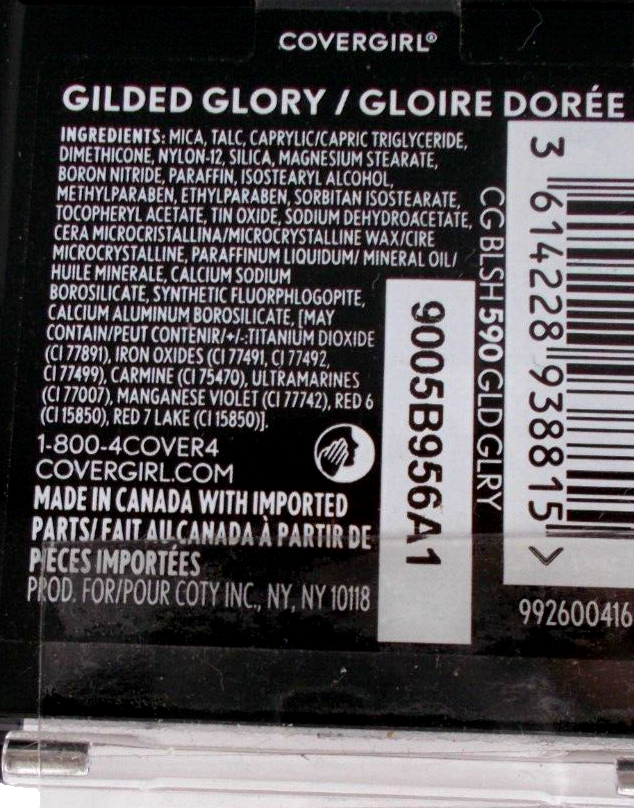 COVERGIRL®
GILDED GLORY / GLOIRE DORÉE
INGREDIENTS: MICA, TALC, CAPRYLIC/CAPRIC TRIGLYCERIDE,
DIMETHICONE, NYLON-12, SILICA, MAGNESIUM STEARATE,
BORON NITRIDE, PARAFFIN, ISOSTEARYL ALCOHOL,
METHYLPARABEN, ETHYLPARABEN, SORBITAN ISOSTEARATE,
TOCOPHERYL ACETATE, TIN OXIDE, SODIUM DEHYDROACETATE,
CERA MICROCRISTALLINA/MICROCRYSTALLINE WAX/CIRE
MICROCRYSTALLINE, PARAFFINUM LIQUIDUM/ MINERAL OIL/
HUILE MINERALE, CALCIUM SODIUM
BOROSILICATE, SYNTHETIC FLUORPHLOGOPITE,
CALCIUM ALUMINUM BOROSILICATE, [MAY
CONTAIN/PEUT CONTENIR/+/-:TITANIUM DIOXIDE
(CI 77891), IRON OXIDES (CI 77491, CI 77492,
CI 77499), CARMINE (CI 75470), ULTRAMARINES
(CI 77007), MANGANESE VIOLET (CI 77742), RED 6
(CI 15850), RED 7 LAKE (CI 15850)].
1-800-4COVER4
COVERGIRL.COM
MADE IN CANADA WITH IMPORTED
PARTS/ FAIT AU CANADA À PARTIR DE
PIÈCES IMPORTÉES
PROD. FOR/POUR COTY INC., NY, NY 10118
9005B956A1
CG BLSH 590 GLD GLRY
3 614228 938815 >
992600416